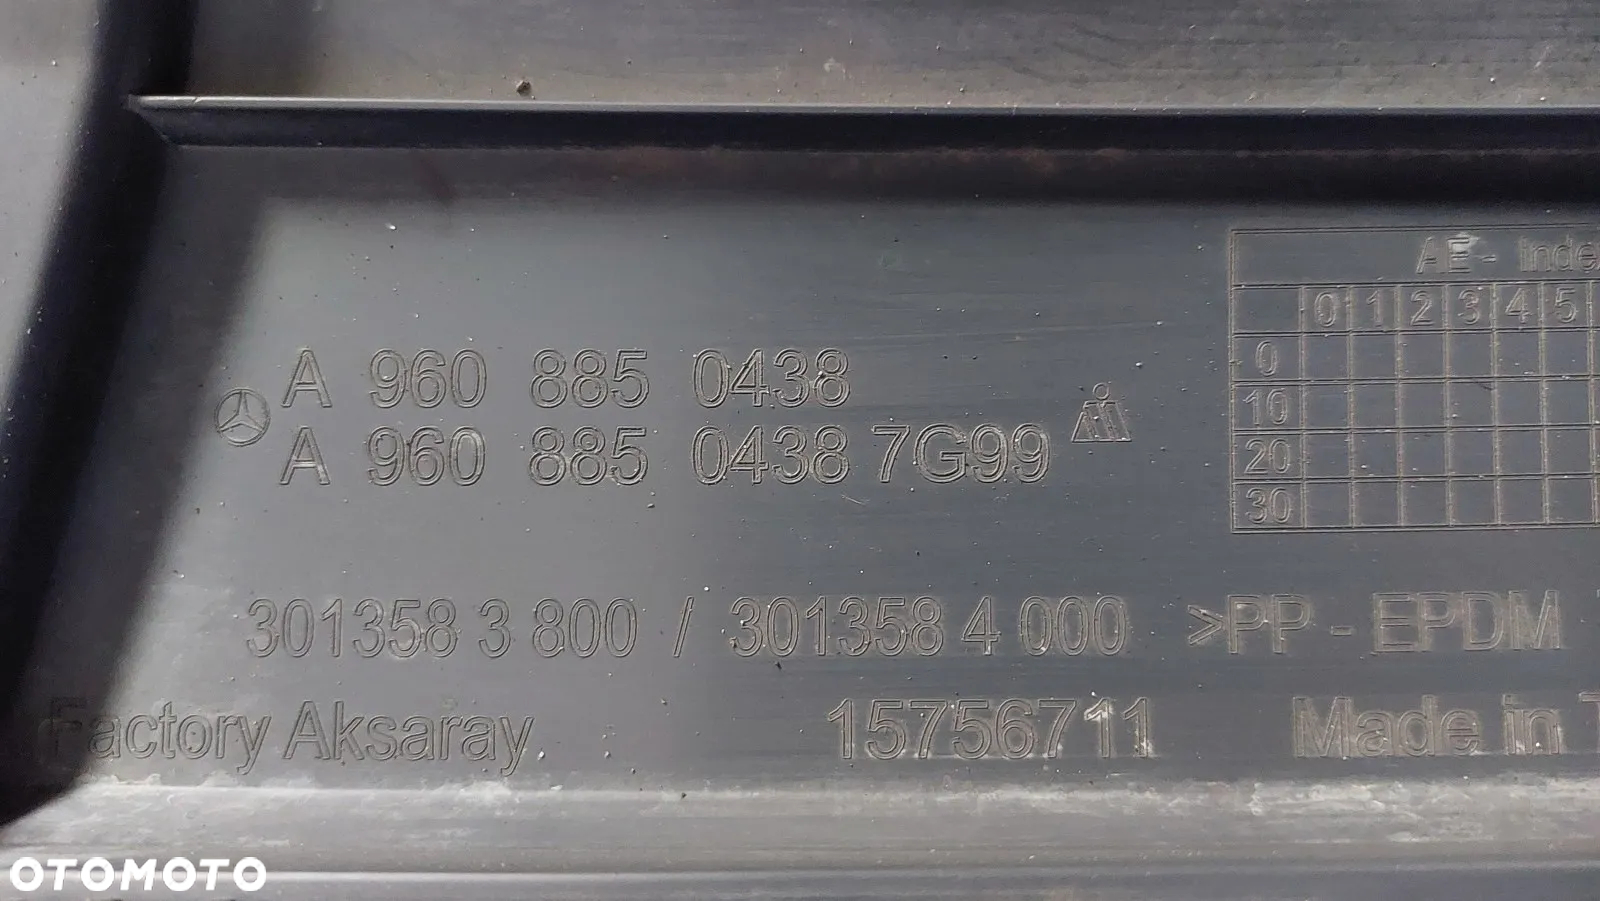 AE - index
0 1 2 3 4 5
0
10
20
30
A 960 885 0438
A 960 885 0438 7G99
301358 3 800 / 301358 4 000 >PP - EPDM
Factory Aksaray 15756711 Made in
OTOMOTO